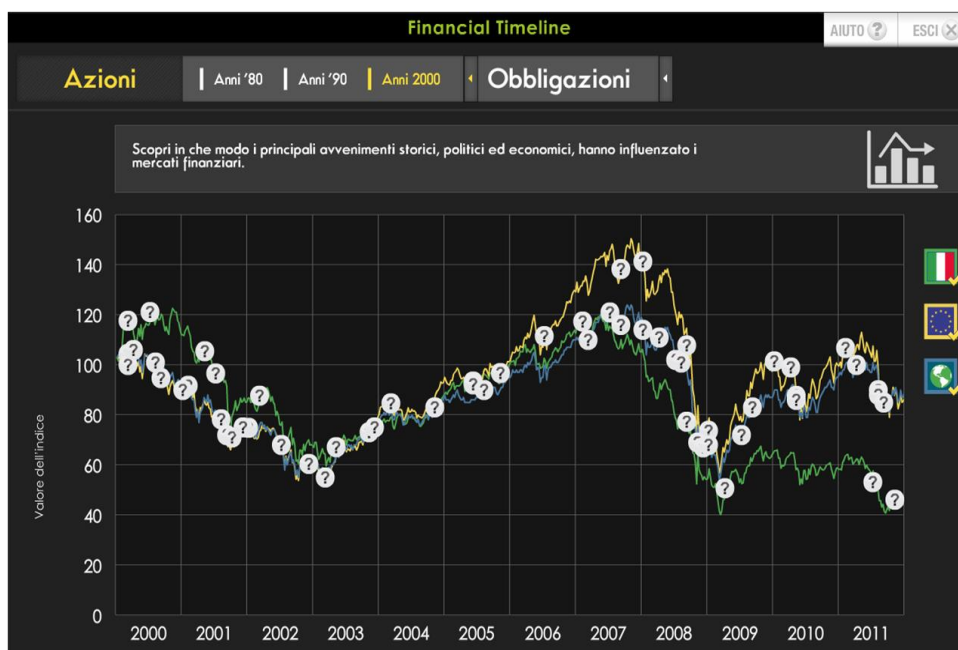 Financial Timeline
AIUTO ?
ESCI
Azioni
Anni '80
Anni '90
Anni 2000
Obbligazioni
Scopri in che modo i principali avvenimenti storici, politici ed economici, hanno influenzato i
mercati finanziari.
160
140
120
100
80
60
40
20
0
Valore dell'indice
2000 2001 2002 2003 2004 2005 2006 2007 2008 2009 2010 2011